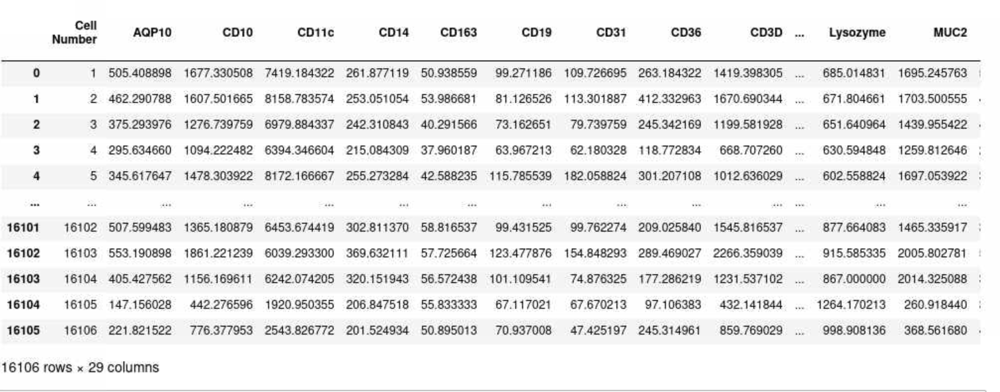 Cell Number AQP10 CD10 CD11c CD14 CD163 CD19 CD31 CD36 CD3D ... Lysozyme MUC2
0 1 505.408898 1677.330508 7419.184322 261.877119 50.938559 99.271186 109.726695 263.184322 1419.398305 ... 685.014831 1695.245763
1 2 462.290788 1607.501665 8158.783574 253.051054 53.986681 81.126526 113.301887 412.332963 1670.690344 ... 671.804661 1703.500555
2 3 375.293976 1276.739759 6979.884337 242.310843 40.291566 73.162651 79.739759 245.342169 1199.581928 ... 651.640964 1439.955422
3 4 295.634660 1094.222482 6394.346604 215.084309 37.960187 63.967213 62.180328 118.772834 668.707260 ... 630.594848 1259.812646
4 5 345.617647 1478.303922 8172.166667 255.273284 42.588235 115.785539 182.058824 301.207108 1012.636029 ... 602.558824 1697.053922
... ... ... ... ... ... ... ... ... ... ... ... ... ...
16101 16102 507.599483 1365.180879 6453.674419 302.811370 58.816537 99.431525 99.762274 209.025840 1545.816537 ... 877.664083 1465.335917
16102 16103 553.190898 1861.221239 6039.293300 369.632111 57.725664 123.477876 154.848293 289.469027 2266.359039 ... 915.585335 2005.802781
16103 16104 405.427562 1156.169611 6242.074205 320.151943 56.572438 101.109541 74.876325 177.286219 1231.537102 ... 867.000000 2014.325088
16104 16105 147.156028 442.276596 1920.950355 206.847518 55.833333 67.117021 67.670213 97.106383 432.141844 ... 1264.170213 260.918440
16105 16106 221.821522 776.377953 2543.826772 201.524934 50.895013 70.937008 47.425197 245.314961 859.769029 ... 998.908136 368.561680
16106 rows × 29 columns